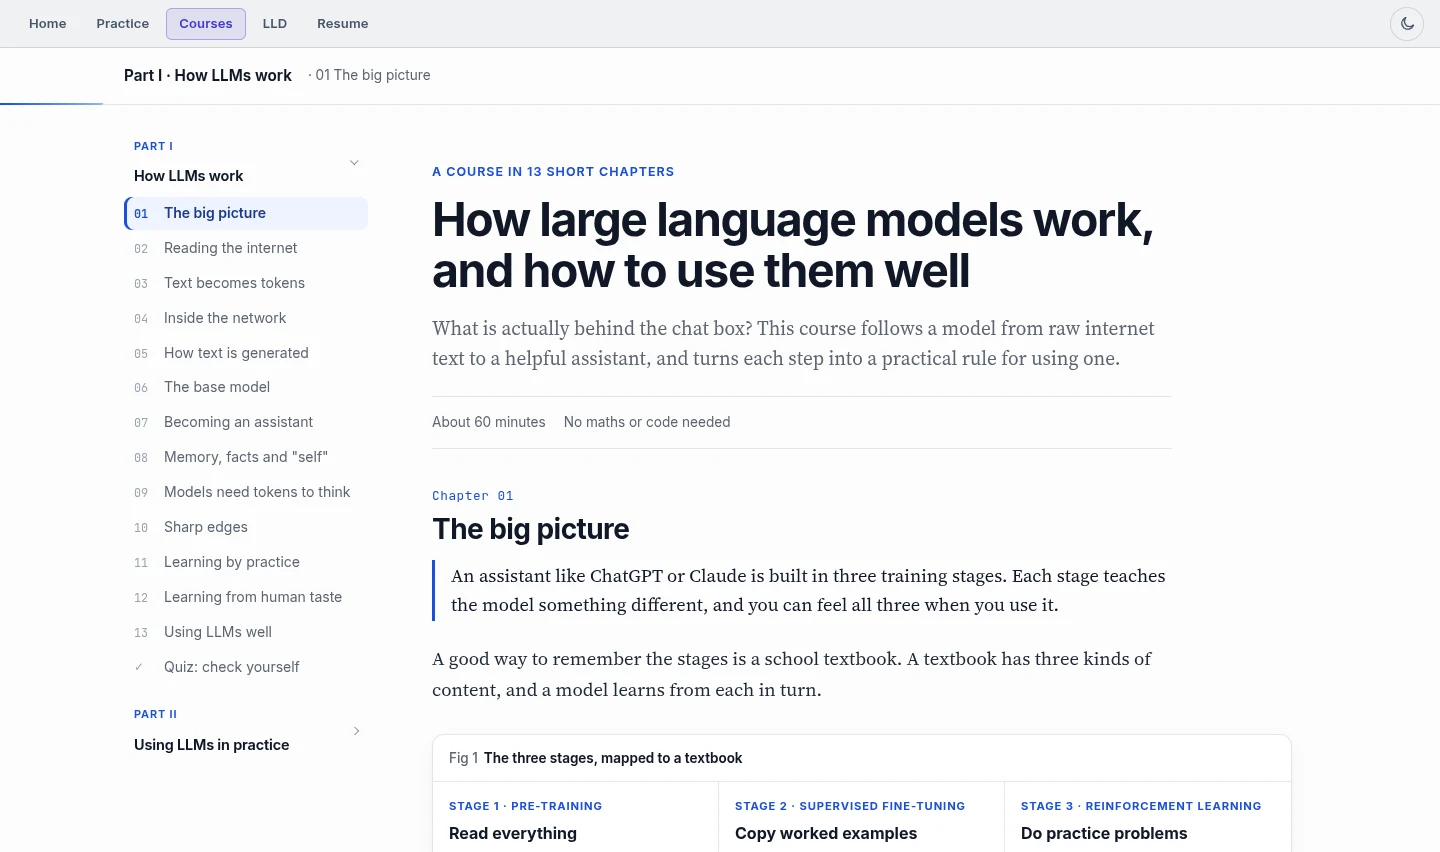 Home
Practice
Courses
LLD
Resume
Part I · How LLMs work · 01 The big picture
PART I
How LLMs work
01 The big picture
02 Reading the internet
03 Text becomes tokens
04 Inside the network
05 How text is generated
06 The base model
07 Becoming an assistant
08 Memory, facts and "self"
09 Models need tokens to think
10 Sharp edges
11 Learning by practice
12 Learning from human taste
13 Using LLMs well
✓ Quiz: check yourself
PART II
Using LLMs in practice
A COURSE IN 13 SHORT CHAPTERS
How large language models work,
and how to use them well
What is actually behind the chat box? This course follows a model from raw internet
text to a helpful assistant, and turns each step into a practical rule for using one.
About 60 minutes
No maths or code needed
Chapter 01
The big picture
An assistant like ChatGPT or Claude is built in three training stages. Each stage teaches
the model something different, and you can feel all three when you use it.
A good way to remember the stages is a school textbook. A textbook has three kinds of
content, and a model learns from each in turn.
Fig 1 The three stages, mapped to a textbook
STAGE 1 · PRE-TRAINING
Read everything
STAGE 2 · SUPERVISED FINE-TUNING
Copy worked examples
STAGE 3 · REINFORCEMENT LEARNING
Do practice problems